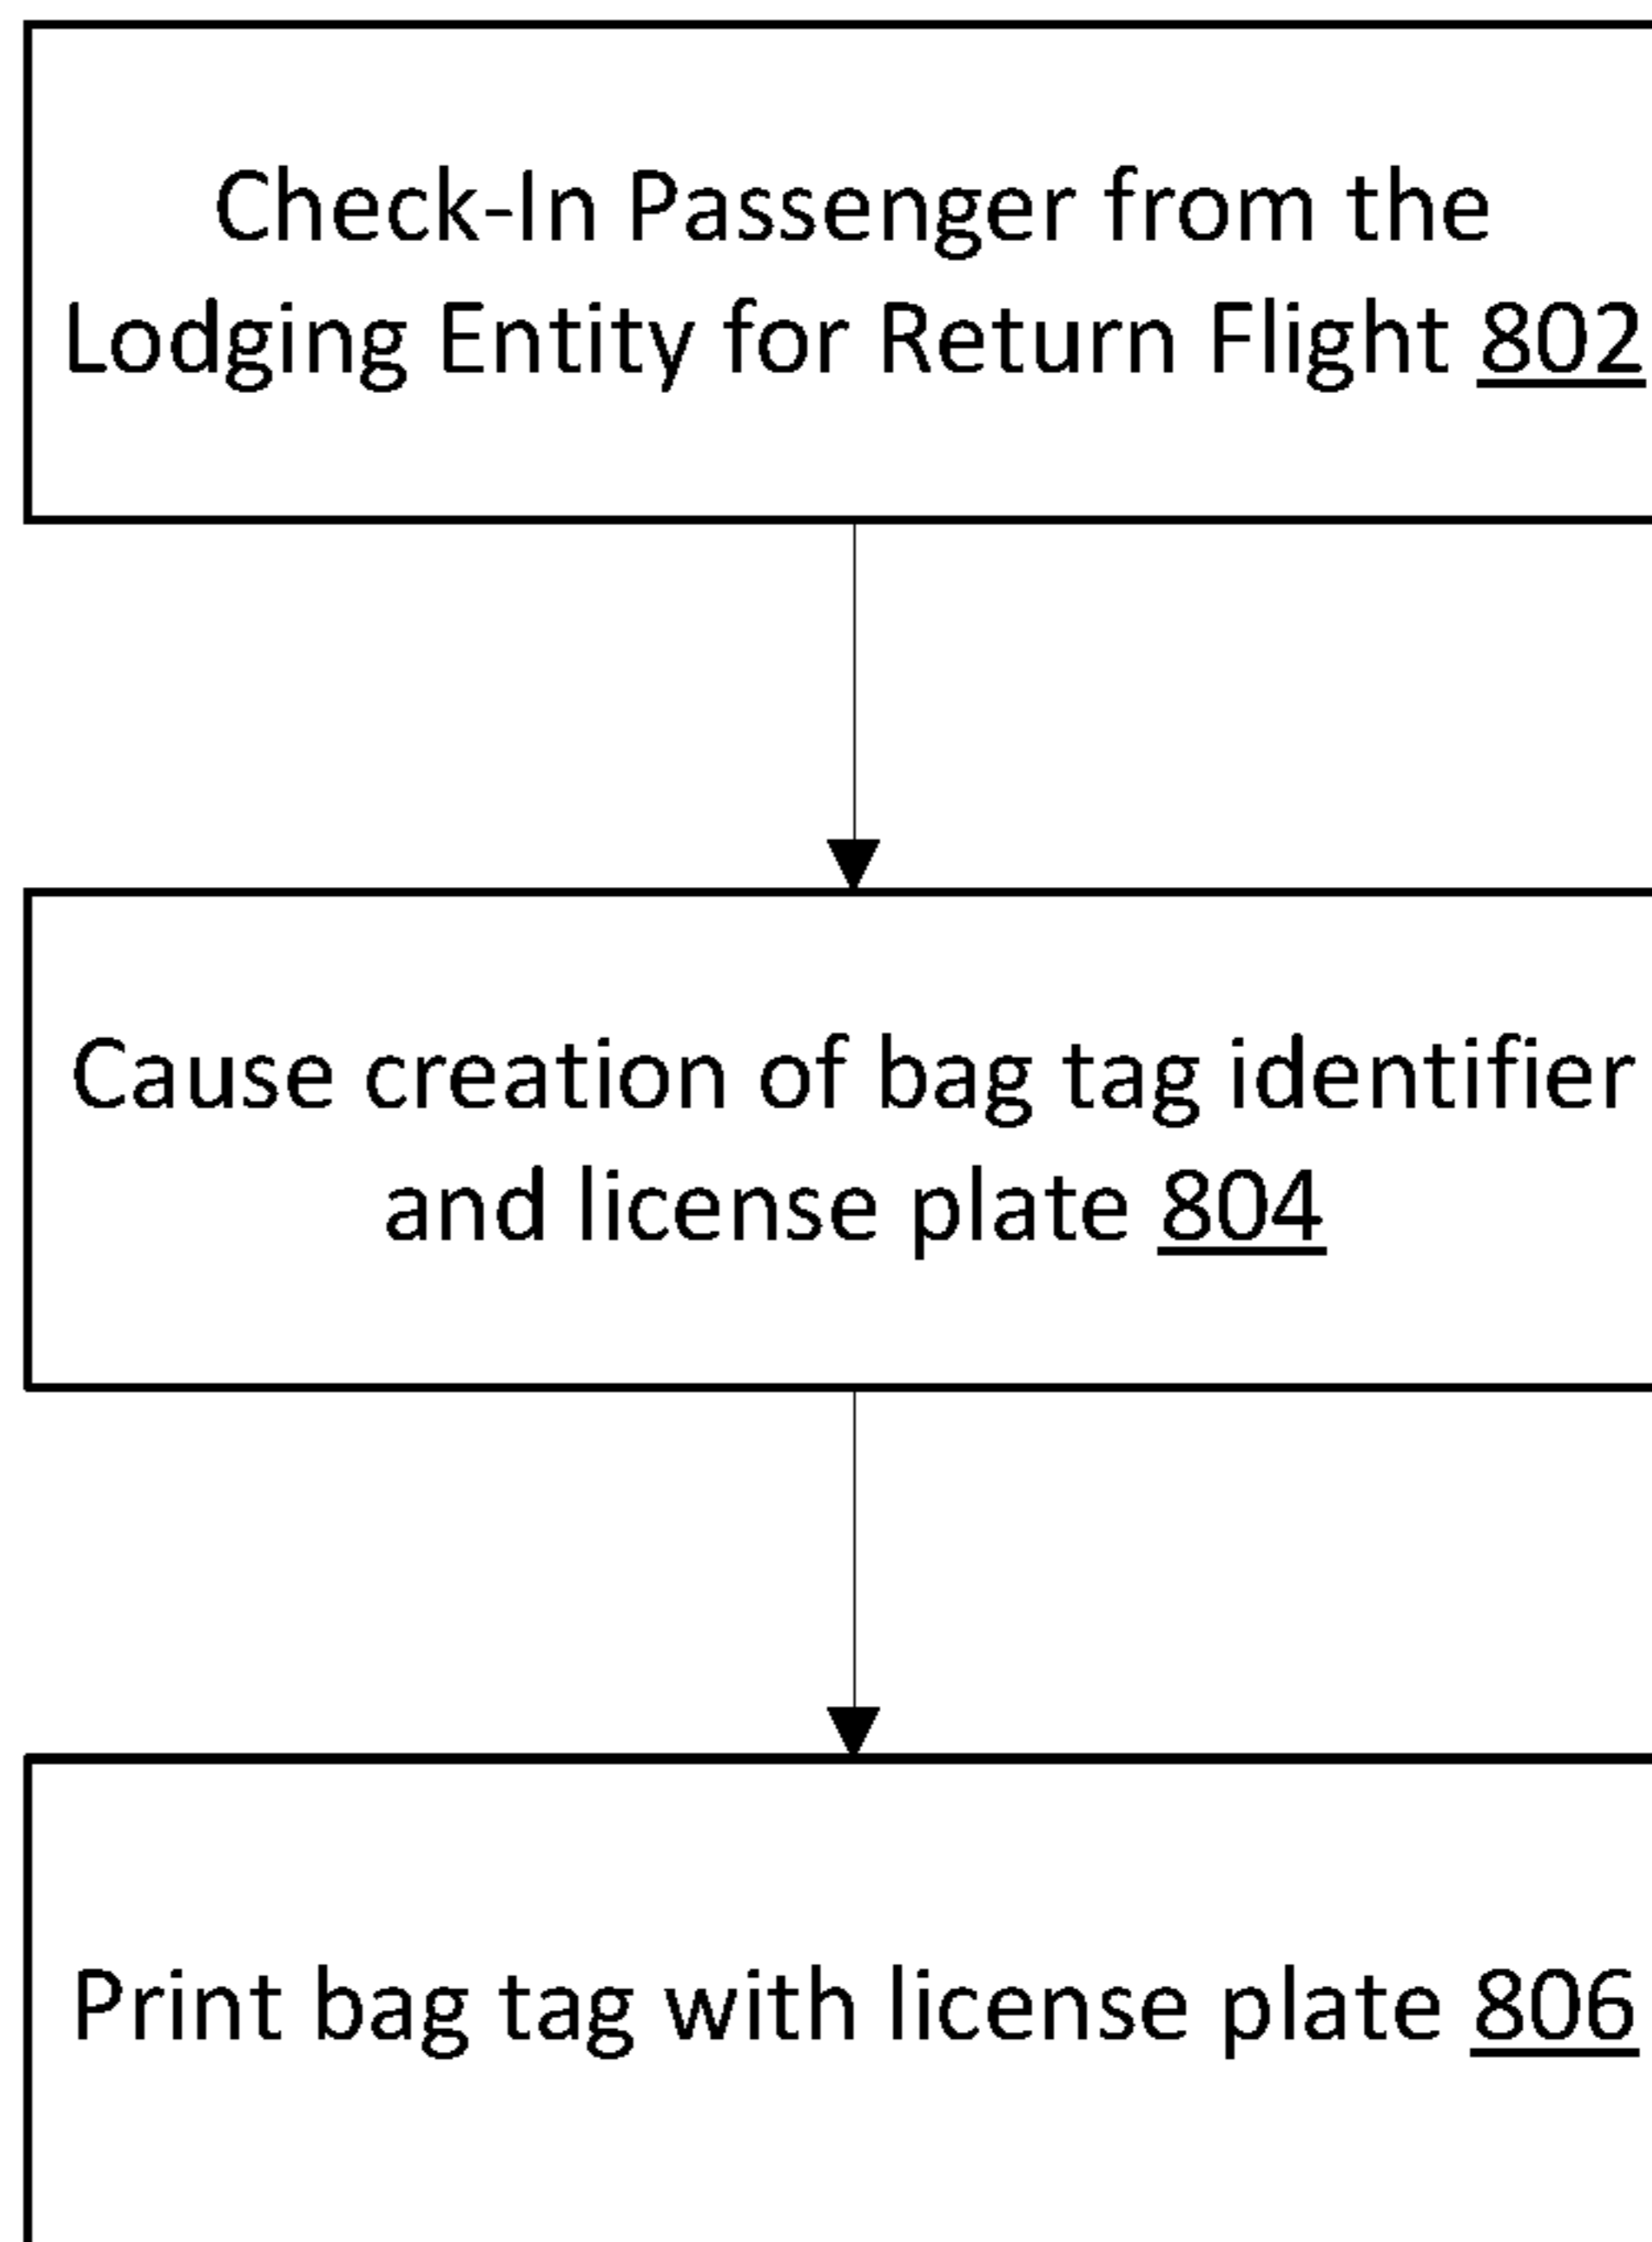 Check-In Passenger from the
Lodging Entity for Return Flight 802
Cause creation of bag tag identifier
and license plate 804
Print bag tag with license plate 806